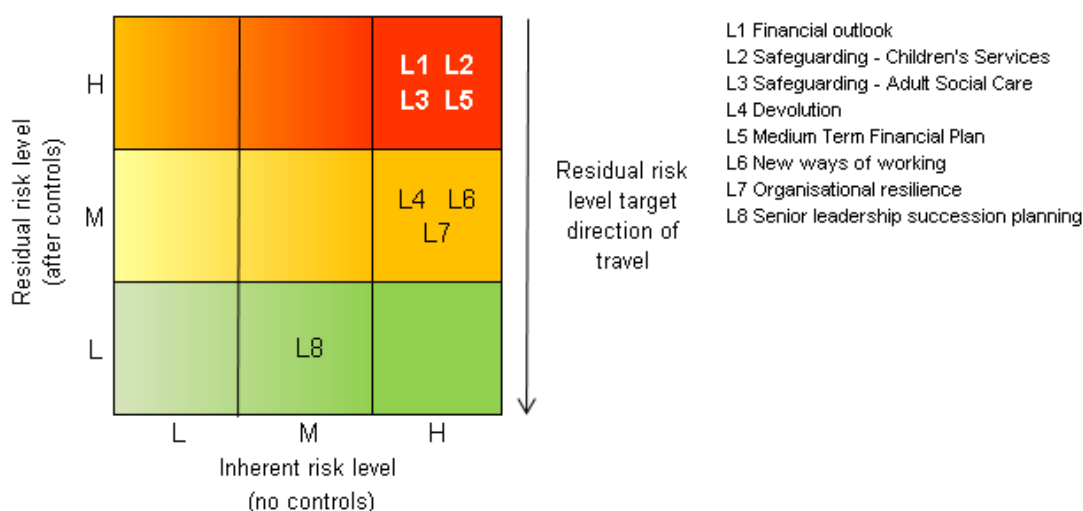 Residual risk level
(after controls)
H
M
L
L1 L2
L3 L5
L4 L6
L7
L8
L M H
Inherent risk level
(no controls)
Residual risk
level target
direction of
travel
L1 Financial outlook
L2 Safeguarding - Children's Services
L3 Safeguarding - Adult Social Care
L4 Devolution
L5 Medium Term Financial Plan
L6 New ways of working
L7 Organisational resilience
L8 Senior leadership succession planning